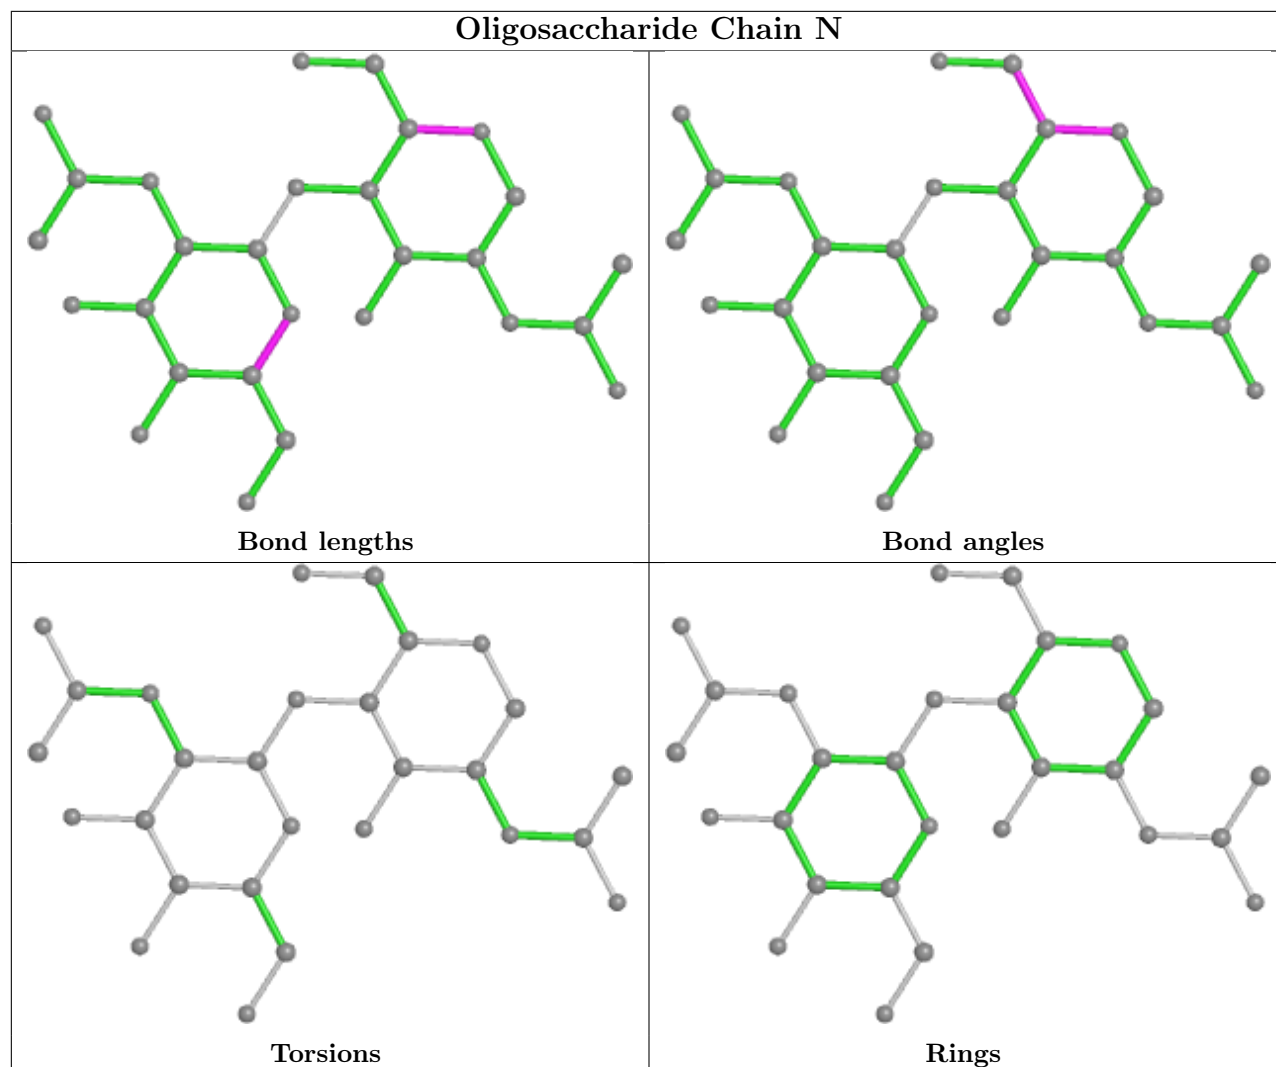 Oligosaccharide Chain N
Bond lengths
Bond angles
Torsions
Rings